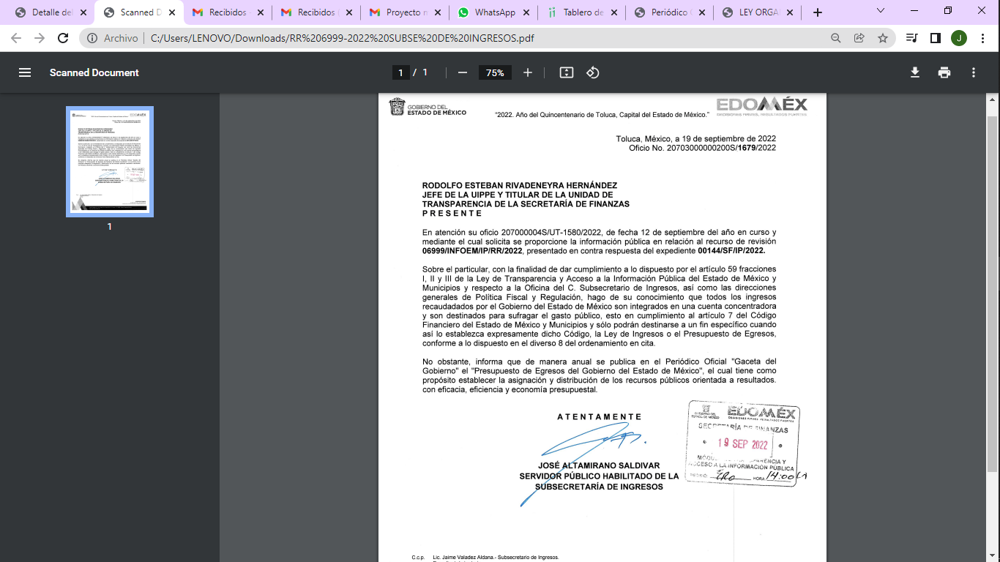 Detalle del
Scanned D
Recibidos
Recibidos
Proyecto n
WhatsApp
Tablero de
Periódico
LEY ORGA
Archivo
C:/Users/LENOVO/Downloads/RR%206999-2022%20SUBSE%20DE%20INGRESOS.pdf
J
Scanned Document
1 / 1
75%
1
GOBIERNO DEL
ESTADO DE MÉXICO
"2022. Año del Quincentenario de Toluca, Capital del Estado de México."
EDOMÉX
DECISIONES FIRMES, RESULTADOS FUERTES.
Toluca, México, a 19 de septiembre de 2022
Oficio No. 20703000000200S/1679/2022
RODOLFO ESTEBAN RIVADENEYRA HERNÁNDEZ
JEFE DE LA UIPPE Y TITULAR DE LA UNIDAD DE
TRANSPARENCIA DE LA SECRETARÍA DE FINANZAS
P R E S E N T E
En atención su oficio 207000004S/UT-1580/2022, de fecha 12 de septiembre del año en curso y
mediante el cual solicita se proporcione la información pública en relación al recurso de revisión
06999/INFOEM/IP/RR/2022, presentado en contra respuesta del expediente 00144/SF/IP/2022.
Sobre el particular, con la finalidad de dar cumplimiento a lo dispuesto por el artículo 59 fracciones
I, II y III de la Ley de Transparencia y Acceso a la Información Pública del Estado de México y
Municipios y respecto a la Oficina del C. Subsecretario de Ingresos, así como las direcciones
generales de Política Fiscal y Regulación, hago de su conocimiento que todos los ingresos
recaudadados por el Gobierno del Estado de México son integrados en una cuenta concentradora
y son destinados para sufragar el gasto público, esto en cumplimiento al artículo 7 del Código
Financiero del Estado de México y Municipios y sólo podrán destinarse a un fin específico cuando
así lo establezca expresamente dicho Código, la Ley de Ingresos o el Presupuesto de Egresos,
conforme a lo dispuesto en el diverso 8 del ordenamiento en cita.
No obstante, informa que de manera anual se publica en el Periódico Oficial "Gaceta del
Gobierno" el "Presupuesto de Egresos del Gobierno del Estado de México", el cual tiene como
propósito establecer la asignación y distribución de los recursos públicos orientada a resultados.
con eficacia, eficiencia y economía presupuestal.
A T E N T A M E N T E
JOSÉ ALTAMIRANO SALDIVAR
SERVIDOR PÚBLICO HABILITADO DE LA
SUBSECRETARÍA DE INGRESOS
GOBIERNO DEL
ESTADO DE MÉXICO
EDOMÉX
DECISIONES FIRMES, RESULTADOS FUERTES
SECRETARÍA DE FINANZAS
19 SEP 2022
ACCESO A LA INFORMACIÓN PÚBLICA
HORA: 14:00
C.c.p. Lic. Jaime Valadez Aldana.- Subsecretario de Ingresos.